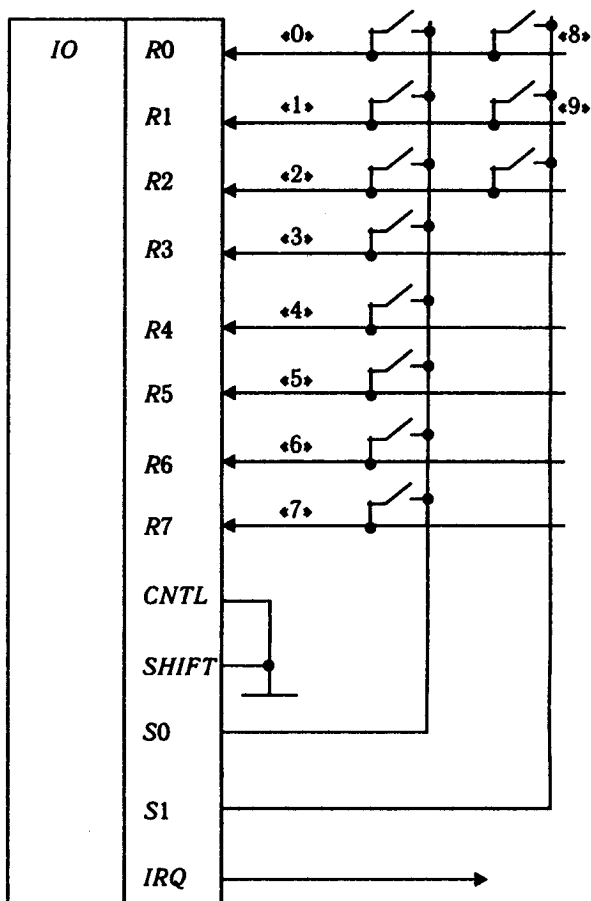 IO R0 «0» «8»
R1 «1» «9»
R2 «2»
R3 «3»
R4 «4»
R5 «5»
R6 «6»
R7 «7»
CNTL
SHIFT
S0
S1
IRQ